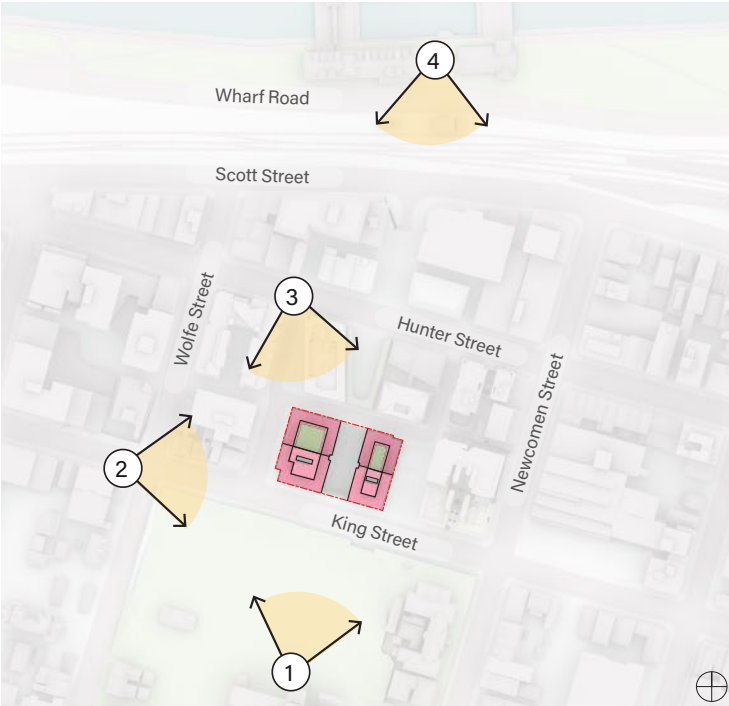 4
Wharf Road
Scott Street
3
Wolfe Street
Hunter Street
Newcomen Street
2
King Street
1